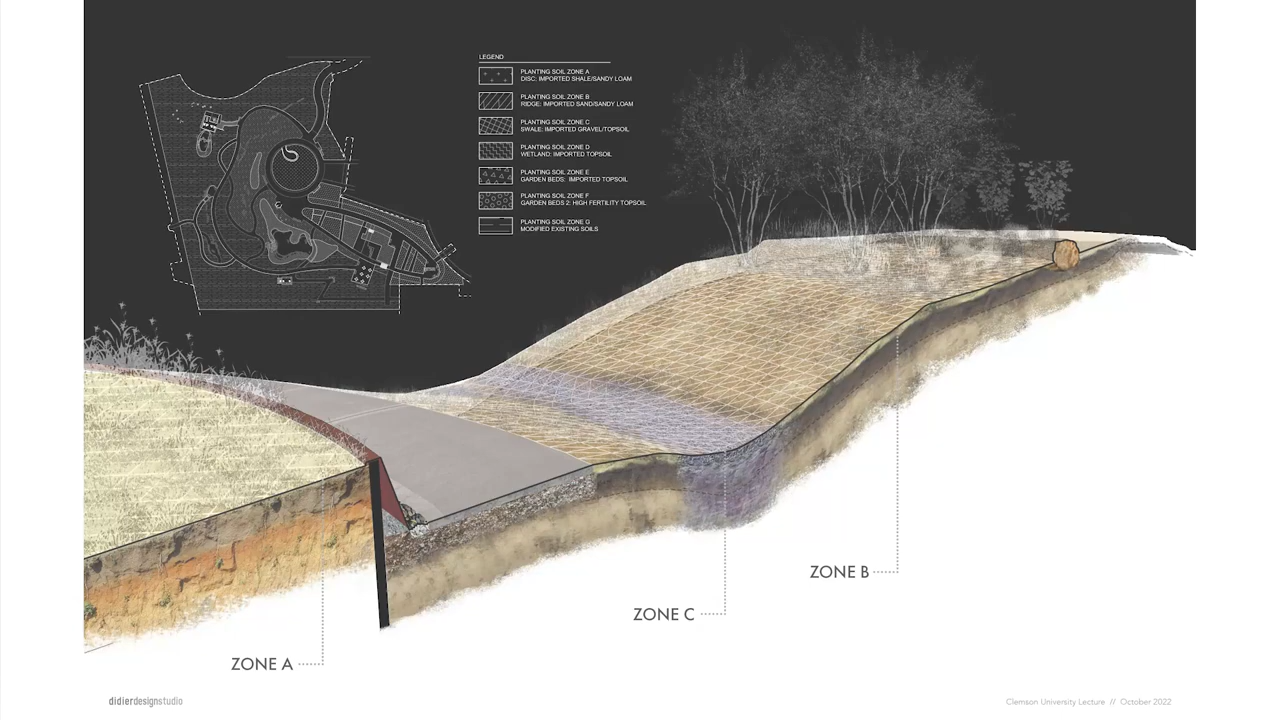 LEGEND
PLANTING SOIL ZONE A
DISC: IMPORTED SHALE/SANDY LOAM
PLANTING SOIL ZONE B
RIDGE: IMPORTED SAND/SANDY LOAM
PLANTING SOIL ZONE C
SWALE: IMPORTED GRAVEL/TOPSOIL
PLANTING SOIL ZONE D
WETLAND: IMPORTED TOPSOIL
PLANTING SOIL ZONE E
GARDEN BEDS: IMPORTED TOPSOIL
PLANTING SOIL ZONE F
GARDEN BEDS 2: HIGH FERTILITY TOPSOIL
PLANTING SOIL ZONE G
MODIFIED EXISTING SOILS
ZONE B
ZONE C
ZONE A
didierdesignstudio
Clemson University Lecture // October 2022